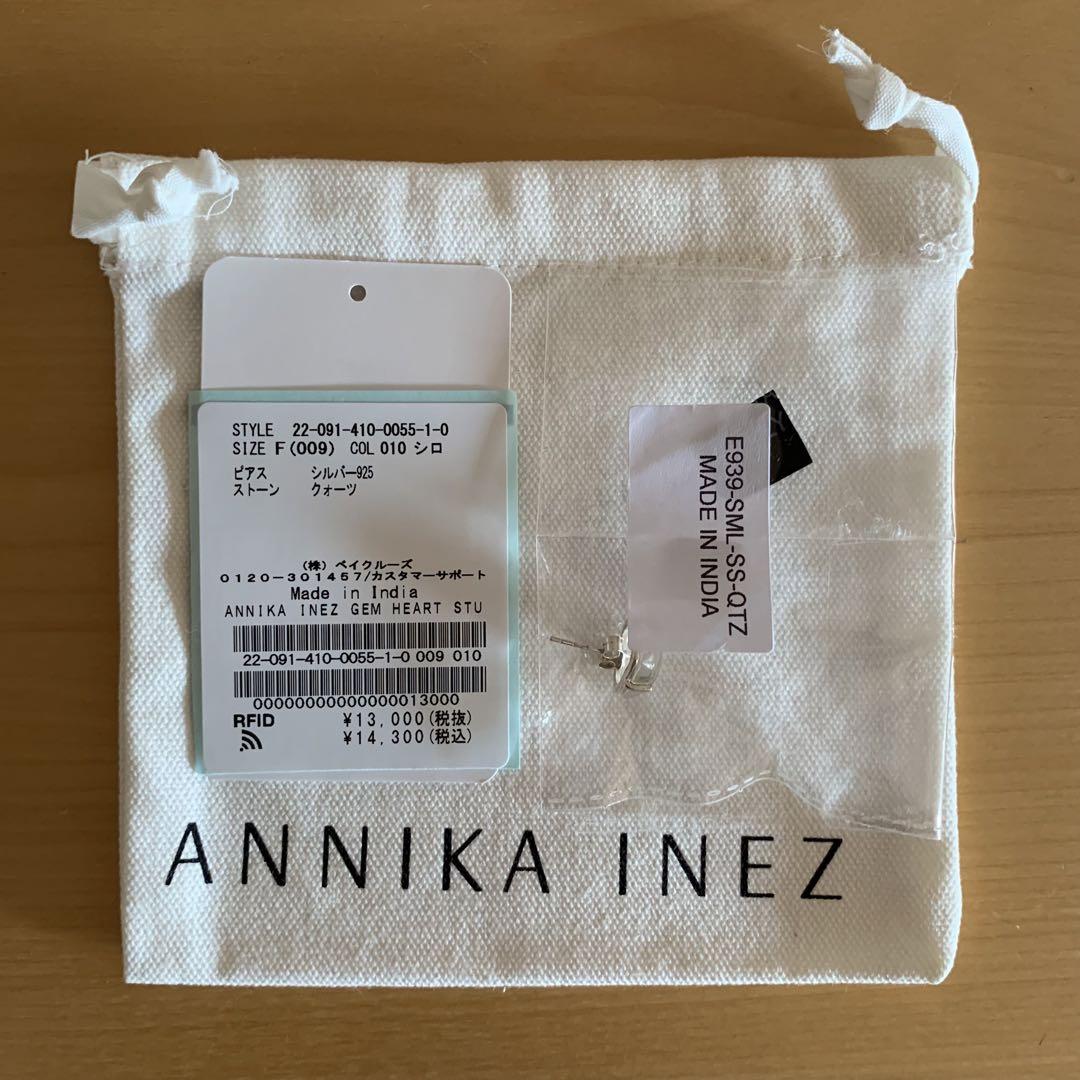 STYLE 22-091-410-0055-1-0
SIZE F(009) COL 010 シロ
ピアス シルバー925
ストーン クォーツ
(株) ベイクルーズ
0120-301457/カスタマーサポート
Made in India
ANNIKA INEZ GEM HEART STU
22-091-410-0055-1-0 009 010
00000000000000013000
RFID ¥13,000(税抜)
¥14,300(税込)
E939-SML-SS-QTZ
MADE IN INDIA
ANNIKA INEZ